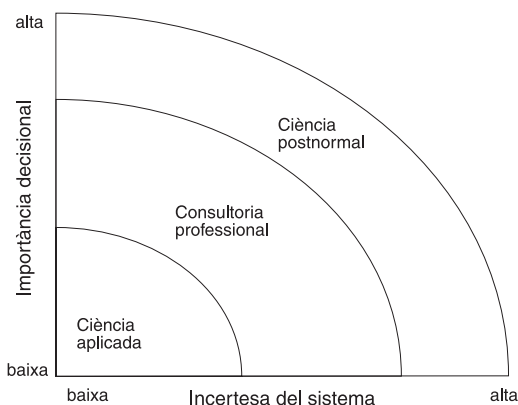 alta
Importància decisional
Ciència
postnormal
Consultoria
professional
Ciència
aplicada
baixa
baixa
Incertesa del sistema
alta